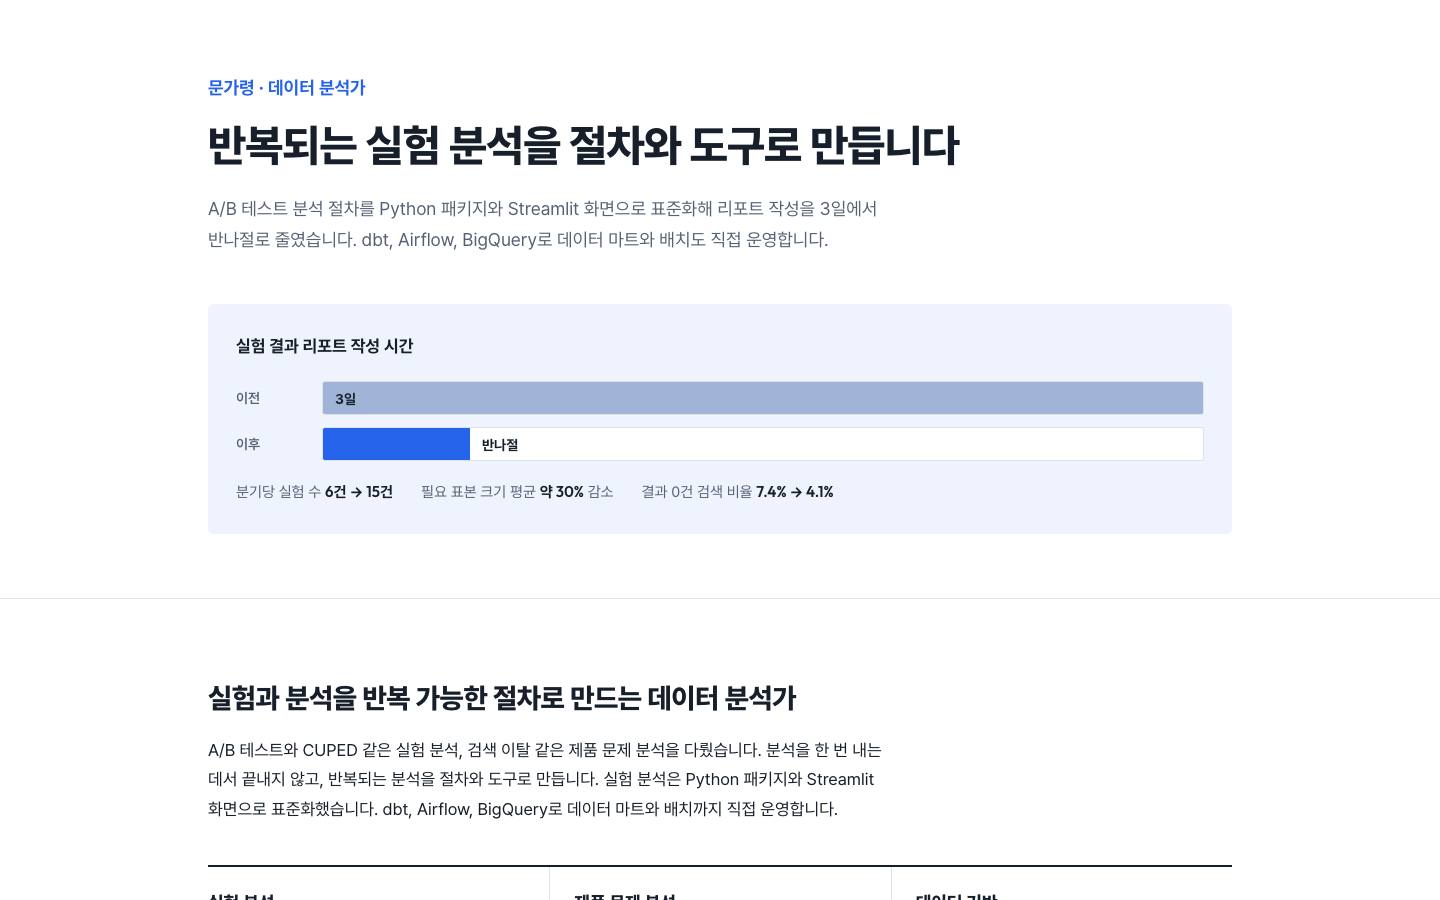 문가령 · 데이터 분석가
반복되는 실험 분석을 절차와 도구로 만듭니다
A/B 테스트 분석 절차를 Python 패키지와 Streamlit 화면으로 표준화해 리포트 작성을 3일에서
반나절로 줄였습니다. dbt, Airflow, BigQuery로 데이터 마트와 배치도 직접 운영합니다.
실험 결과 리포트 작성 시간
이전 3일
이후 반나절
분기당 실험 수 6건 → 15건 필요 표본 크기 평균 약 30% 감소 결과 0건 검색 비율 7.4% → 4.1%
실험과 분석을 반복 가능한 절차로 만드는 데이터 분석가
A/B 테스트와 CUPED 같은 실험 분석, 검색 이탈 같은 제품 문제 분석을 다뤘습니다. 분석을 한 번 내는
데서 끝내지 않고, 반복되는 분석을 절차와 도구로 만듭니다. 실험 분석은 Python 패키지와 Streamlit
화면으로 표준화했습니다. dbt, Airflow, BigQuery로 데이터 마트와 배치까지 직접 운영합니다.